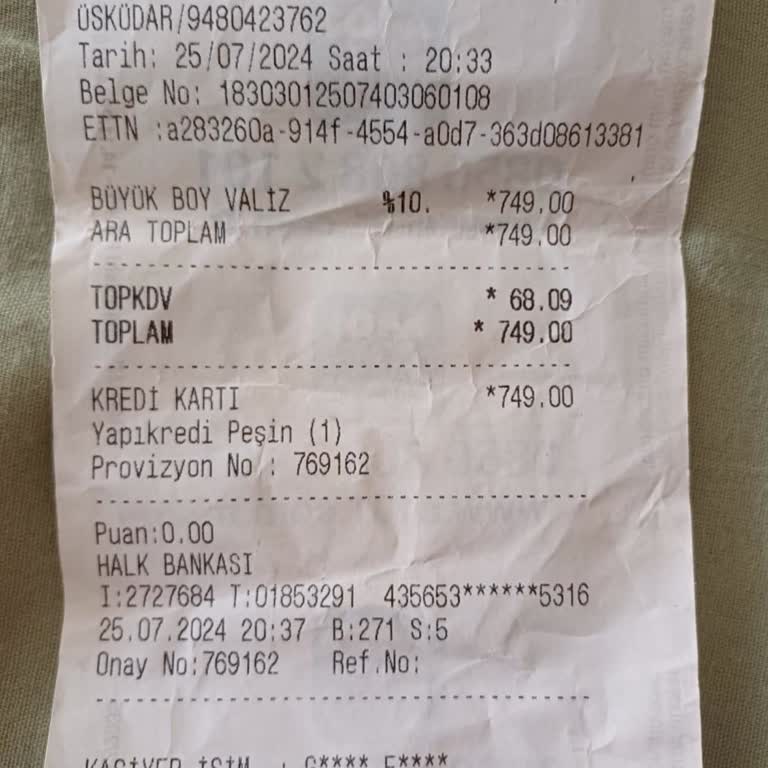 ÜSKÜDAR/9480423762
Tarih: 25/07/2024 Saat : 20:33
Belge No: 18303012507403060108
ETTN :a283260a-914f-4554-a0d7-363d08613381
BÜYÜK BOY VALİZ %10. *749,00
ARA TOPLAM *749,00
TOPKDV * 68.09
TOPLAM * 749,00
KREDİ KARTI *749,00
Yapıkredi Peşin (1)
Provizyon No : 769162
Puan:0.00
HALK BANKASI
I:2727684 T:01853291 435653******5316
25.07.2024 20:37 B:271 S:5
Onay No:769162 Ref.No:
KASİYER İSİM : G**** E****